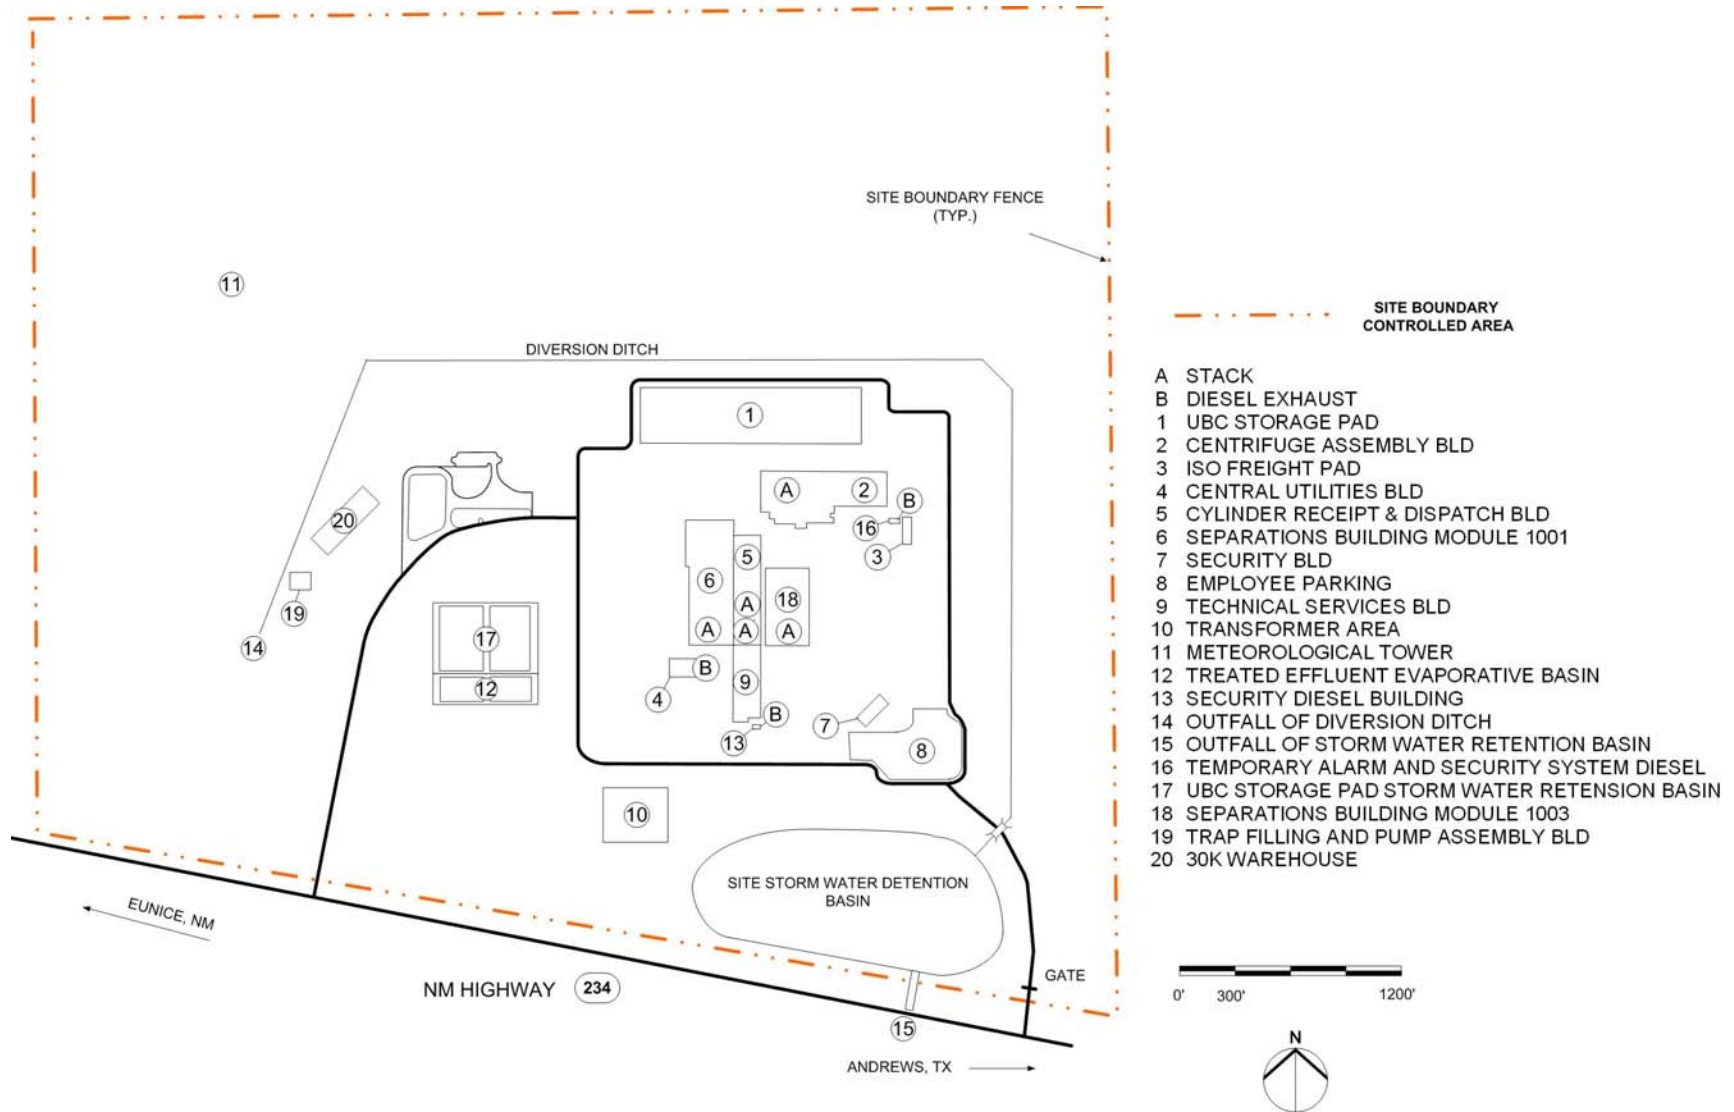 SITE BOUNDARY FENCE
(TYP.)
11
SITE BOUNDARY
CONTROLLED AREA
DIVERSION DITCH
1
A
2
B
20
16
3
5
6
18
A
19
A
A
A
17
14
B
9
12
4
B
7
13
8
10
SITE STORM WATER DETENTION
BASIN
EUNICE, NM
NM HIGHWAY 234
GATE
15
ANDREWS, TX
A STACK
B DIESEL EXHAUST
1 UBC STORAGE PAD
2 CENTRIFUGE ASSEMBLY BLD
3 ISO FREIGHT PAD
4 CENTRAL UTILITIES BLD
5 CYLINDER RECEIPT & DISPATCH BLD
6 SEPARATIONS BUILDING MODULE 1001
7 SECURITY BLD
8 EMPLOYEE PARKING
9 TECHNICAL SERVICES BLD
10 TRANSFORMER AREA
11 METEOROLOGICAL TOWER
12 TREATED EFFLUENT EVAPORATIVE BASIN
13 SECURITY DIESEL BUILDING
14 OUTFALL OF DIVERSION DITCH
15 OUTFALL OF STORM WATER RETENTION BASIN
16 TEMPORARY ALARM AND SECURITY SYSTEM DIESEL
17 UBC STORAGE PAD STORM WATER RETENSION BASIN
18 SEPARATIONS BUILDING MODULE 1003
19 TRAP FILLING AND PUMP ASSEMBLY BLD
20 30K WAREHOUSE
0' 300' 1200'
N